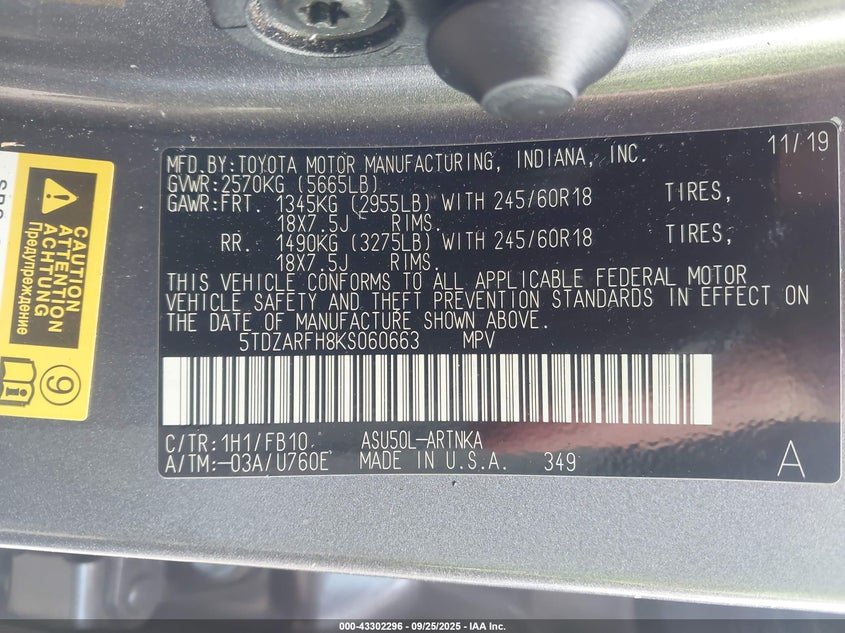 MFD.BY:TOYOTA MOTOR MANUFACTURING, INDIANA, INC. 11/19
GVWR:2570KG (5665LB)
GAWR:FRT. 1345KG (2955LB) WITH 245/60R18 TIRES,
18X7.5J RIMS.
RR. 1490KG (3275LB) WITH 245/60R18 TIRES,
18X7.5J RIMS.
THIS VEHICLE CONFORMS TO ALL APPLICABLE FEDERAL MOTOR
VEHICLE SAFETY AND THEFT PREVENTION STANDARDS IN EFFECT ON
THE DATE OF MANUFACTURE SHOWN ABOVE.
5TDZARFH8KS060663 MPV
C/TR:1H1/FB10. ASU50L-ARTNKA
A/TM:-03A/U760E MADE IN U.S.A. 349 A
CAUTION
ATTENTION
ACHTUNG
Предупреждение
9
000-43302296 - 09/25/2025 - IAA Inc.